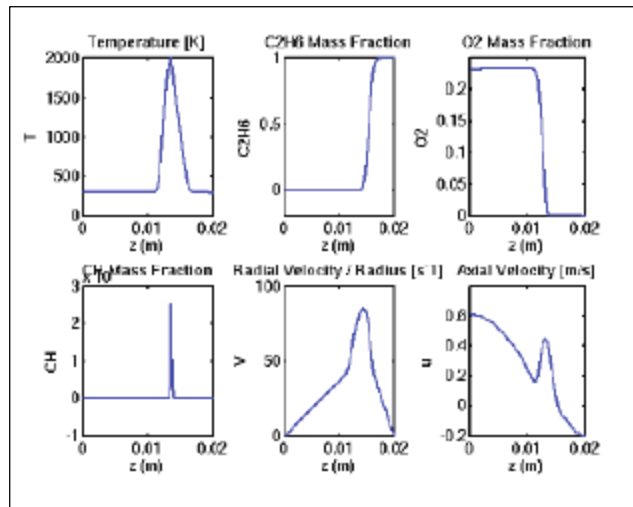 Temperature [K]
2000
1500
1000
500
0
T
0 0.01 0.02
z (m)
C2H6 Mass Fraction
1
0.5
0
C2H6
0 0.01 0.02
z (m)
O2 Mass Fraction
0.2
0.15
0.1
0.05
0
O2
0 0.01 0.02
z (m)
CH Mass Fraction
3
2
1
0
-1
CH
0 0.01 0.02
z (m)
Radial Velocity / Radius [s-1]
100
50
0
V
0 0.01 0.02
z (m)
Axial Velocity [m/s]
0.6
0.4
0.2
0
-0.2
u
0 0.01 0.02
z (m)